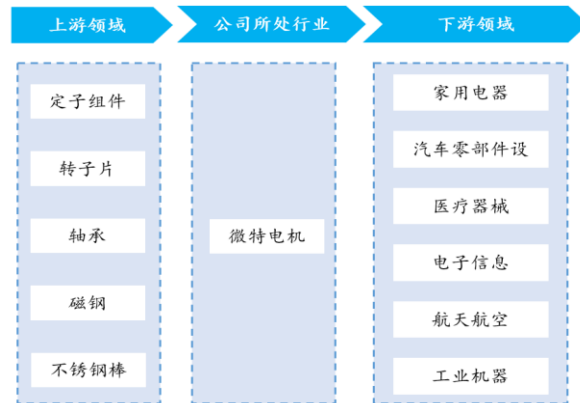 上游领域
公司所处行业
下游领域
定子组件
转子片
轴承
磁钢
不锈钢棒
微特电机
家用电器
汽车零部件设
医疗器械
电子信息
航天航空
工业机器